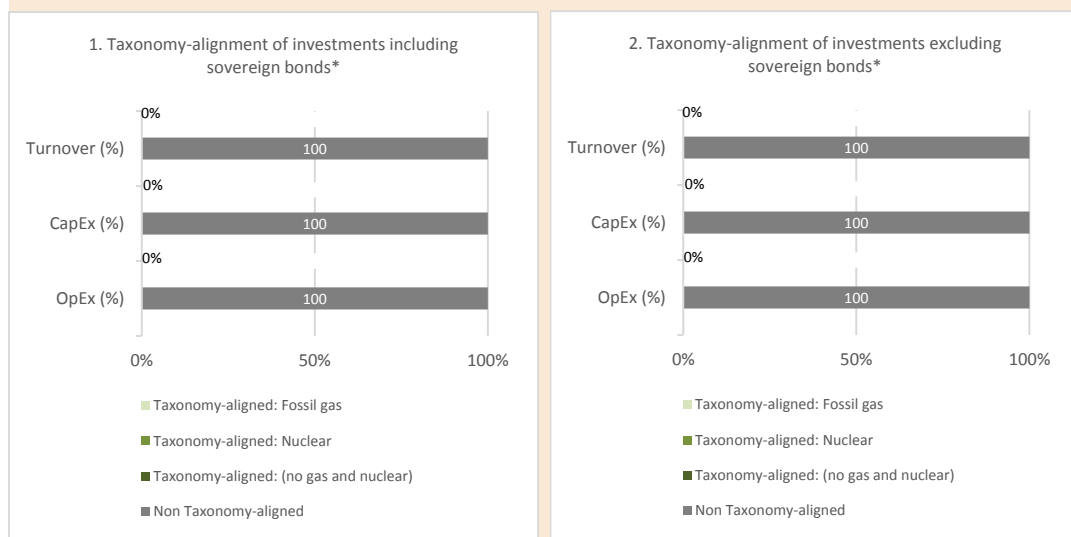 1. Taxonomy-alignment of investments including
sovereign bonds*
0%
Turnover (%)
100
0%
CapEx (%)
100
0%
OpEx (%)
100
0%
50%
100%
Taxonomy-aligned: Fossil gas
Taxonomy-aligned: Nuclear
Taxonomy-aligned: (no gas and nuclear)
Non Taxonomy-aligned
2. Taxonomy-alignment of investments excluding
sovereign bonds*
0%
Turnover (%)
100
0%
CapEx (%)
100
0%
OpEx (%)
100
0%
50%
100%
Taxonomy-aligned: Fossil gas
Taxonomy-aligned: Nuclear
Taxonomy-aligned: (no gas and nuclear)
Non Taxonomy-aligned